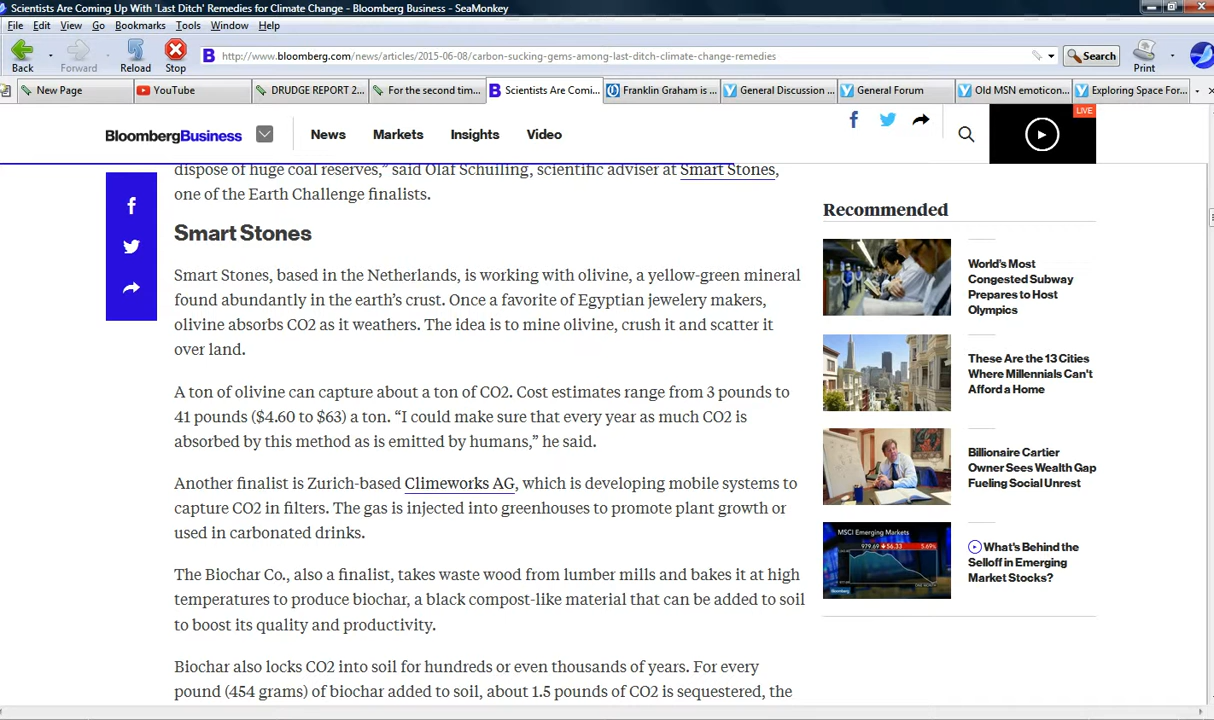 Scientists Are Coming Up With 'Last Ditch' Remedies for Climate Change - Bloomberg Business - SeaMonkey
File Edit View Go Bookmarks Tools Window Help
Back Forward Reload Stop
http://www.bloomberg.com/news/articles/2015-06-08/carbon-sucking-gems-among-last-ditch-climate-change-remedies
Search
Print
New Page
YouTube
DRUDGE REPORT 2...
For the second tim...
Scientists Are Comi...
Franklin Graham is ...
General Discussion ...
General Forum
Old MSN emoticon...
Exploring Space For...
BloombergBusiness
News Markets Insights Video
LIVE
dispose of huge coal reserves,” said Olaf Schuiling, scientific adviser at Smart Stones,
one of the Earth Challenge finalists.
Smart Stones
Smart Stones, based in the Netherlands, is working with olivine, a yellow-green mineral
found abundantly in the earth’s crust. Once a favorite of Egyptian jewelery makers,
olivine absorbs CO2 as it weathers. The idea is to mine olivine, crush it and scatter it
over land.
A ton of olivine can capture about a ton of CO2. Cost estimates range from 3 pounds to
41 pounds ($4.60 to $63) a ton. “I could make sure that every year as much CO2 is
absorbed by this method as is emitted by humans,” he said.
Another finalist is Zurich-based Climeworks AG, which is developing mobile systems to
capture CO2 in filters. The gas is injected into greenhouses to promote plant growth or
used in carbonated drinks.
The Biochar Co., also a finalist, takes waste wood from lumber mills and bakes it at high
temperatures to produce biochar, a black compost-like material that can be added to soil
to boost its quality and productivity.
Biochar also locks CO2 into soil for hundreds or even thousands of years. For every
pound (454 grams) of biochar added to soil, about 1.5 pounds of CO2 is sequestered, the
Recommended
World’s Most
Congested Subway
Prepares to Host
Olympics
These Are the 13 Cities
Where Millennials Can't
Afford a Home
Billionaire Cartier
Owner Sees Wealth Gap
Fueling Social Unrest
MSCI Emerging Markets
979.69 56.33 5.69%
Bloomberg
What's Behind the
Selloff in Emerging
Market Stocks?